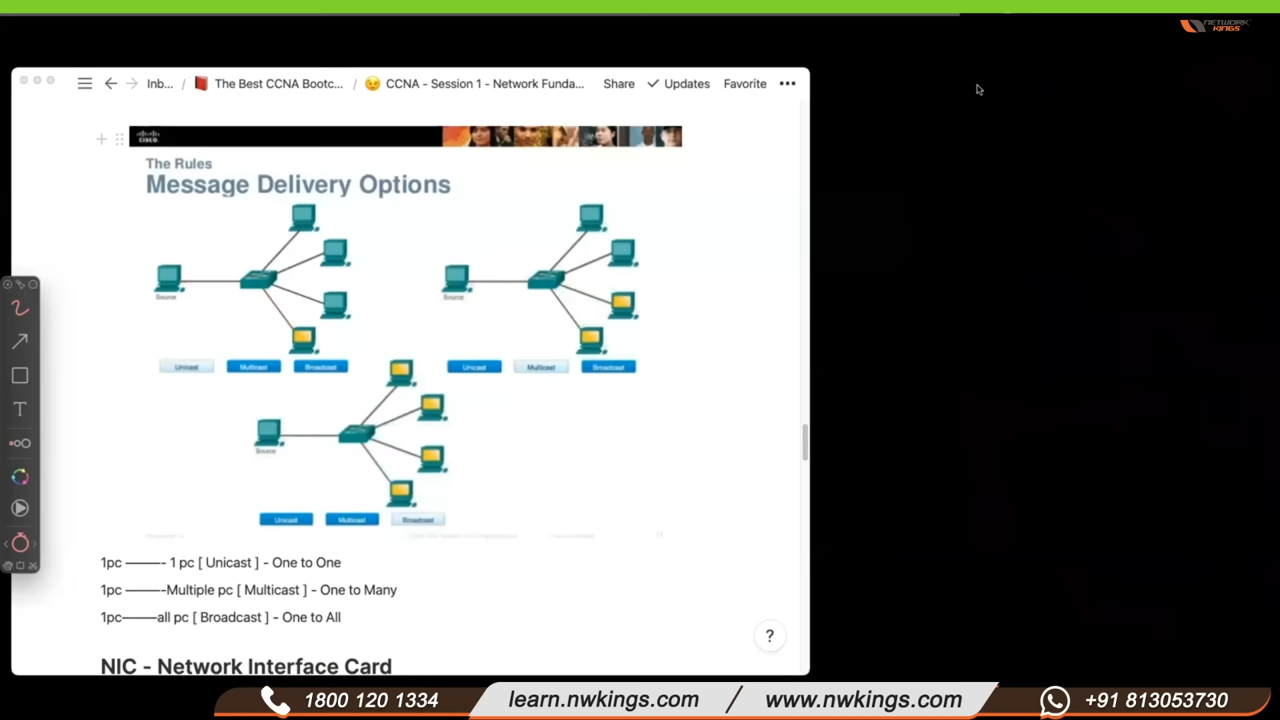 NETWORK
KINGS
Inb... / The Best CCNA Bootc... / CCNA - Session 1 - Network Funda... Share Updates Favorite
CISCO
The Rules
Message Delivery Options
Source
Source
Unicast Multicast Broadcast
Unicast Multicast Broadcast
Source
Unicast Multicast Broadcast
1pc ———- 1 pc [ Unicast ] - One to One
1pc ———-Multiple pc [ Multicast ] - One to Many
1pc———all pc [ Broadcast ] - One to All
?
NIC - Network Interface Card
T
1800 120 1334 learn.nwkings.com / www.nwkings.com +91 813053730